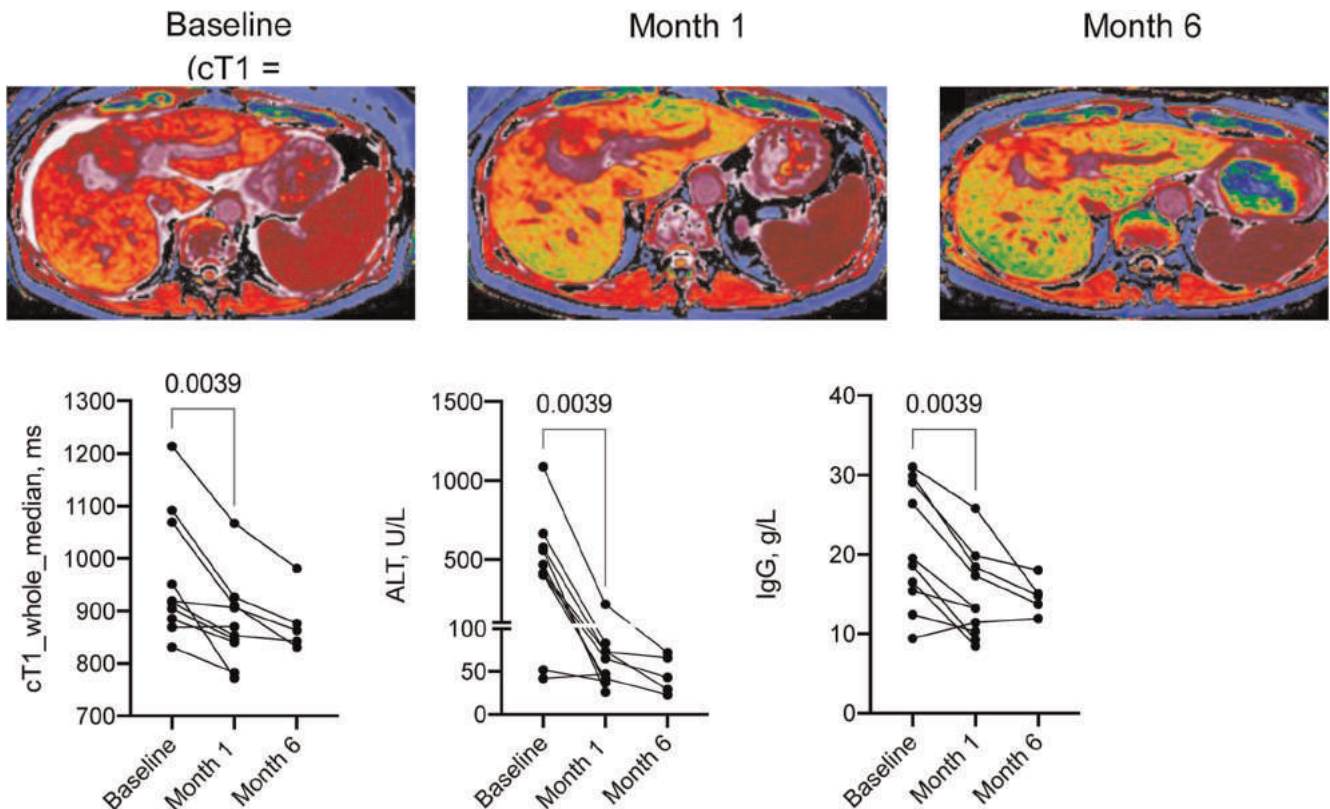 Baseline
(cT1 =
Month 1
Month 6
0.0039
1300
1200
1100
1000
900
800
700
cT1_whole_median, ms
Baseline
Month 1
Month 6
0.0039
1500
1000
500
100
50
0
ALT, U/L
Baseline
Month 1
Month 6
0.0039
40
30
20
10
0
IgG, g/L
Baseline
Month 1
Month 6